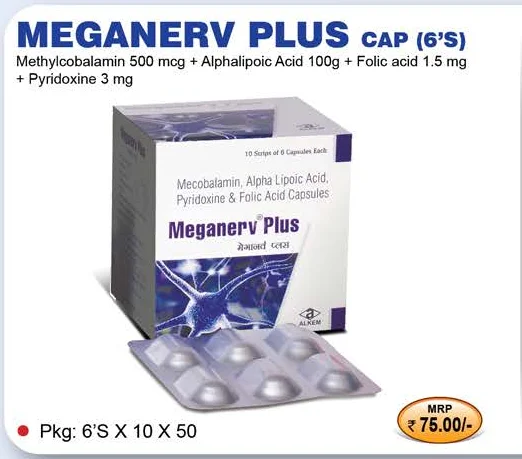 MEGANERV PLUS CAP (6’S)
Methylcobalamin 500 mcg + Alphalipoic Acid 100g + Folic acid 1.5 mg
+ Pyridoxine 3 mg
10 Strips of 6 Capsules Each
Mecobalamin, Alpha Lipoic Acid,
Pyridoxine & Folic Acid Capsules
Meganerv® Plus
मेगानर्व प्लस
ALKEM
Meganerv Plus
Pkg: 6’S X 10 X 50
MRP
₹ 75.00/-